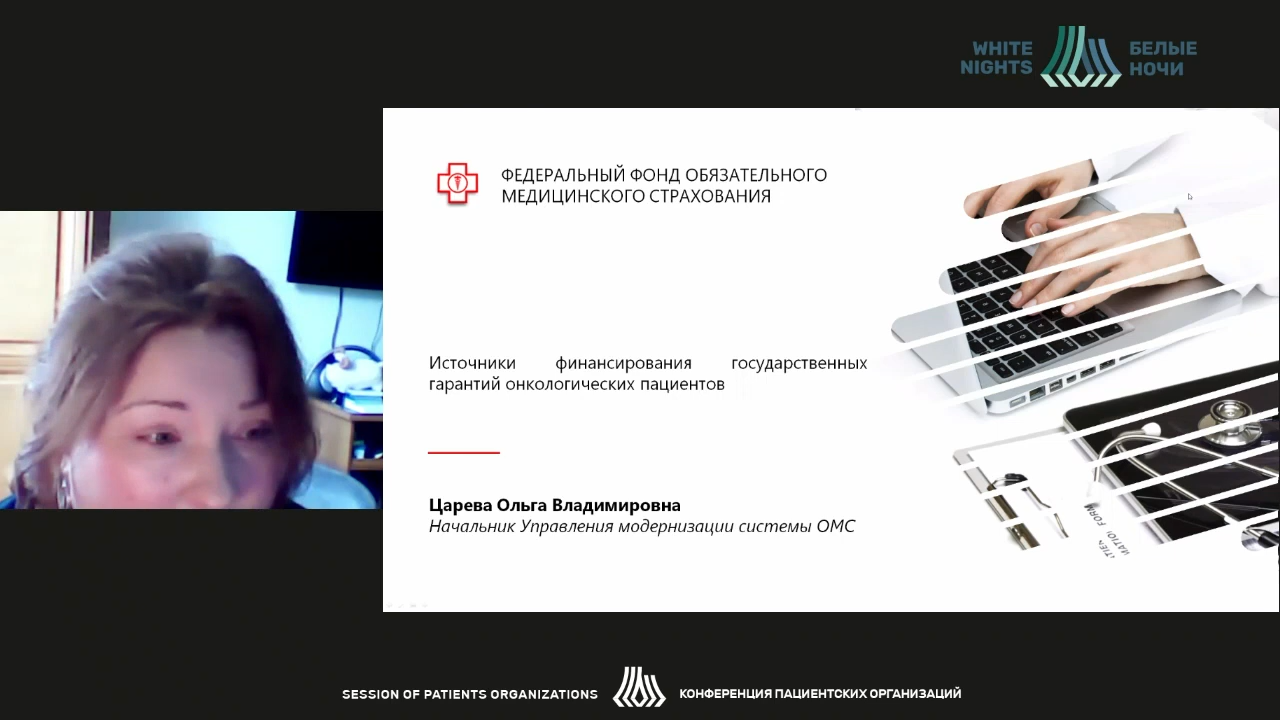 WHITE
NIGHTS
БЕЛЫЕ
НОЧИ
ФЕДЕРАЛЬНЫЙ ФОНД ОБЯЗАТЕЛЬНОГО
МЕДИЦИНСКОГО СТРАХОВАНИЯ
Источники финансирования государственных
гарантий онкологических пациентов
Царева Ольга Владимировна
Начальник Управления модернизации системы ОМС
FORM
SESSION OF PATIENTS ORGANIZATIONS
КОНФЕРЕНЦИЯ ПАЦИЕНТСКИХ ОРГАНИЗАЦИЙ